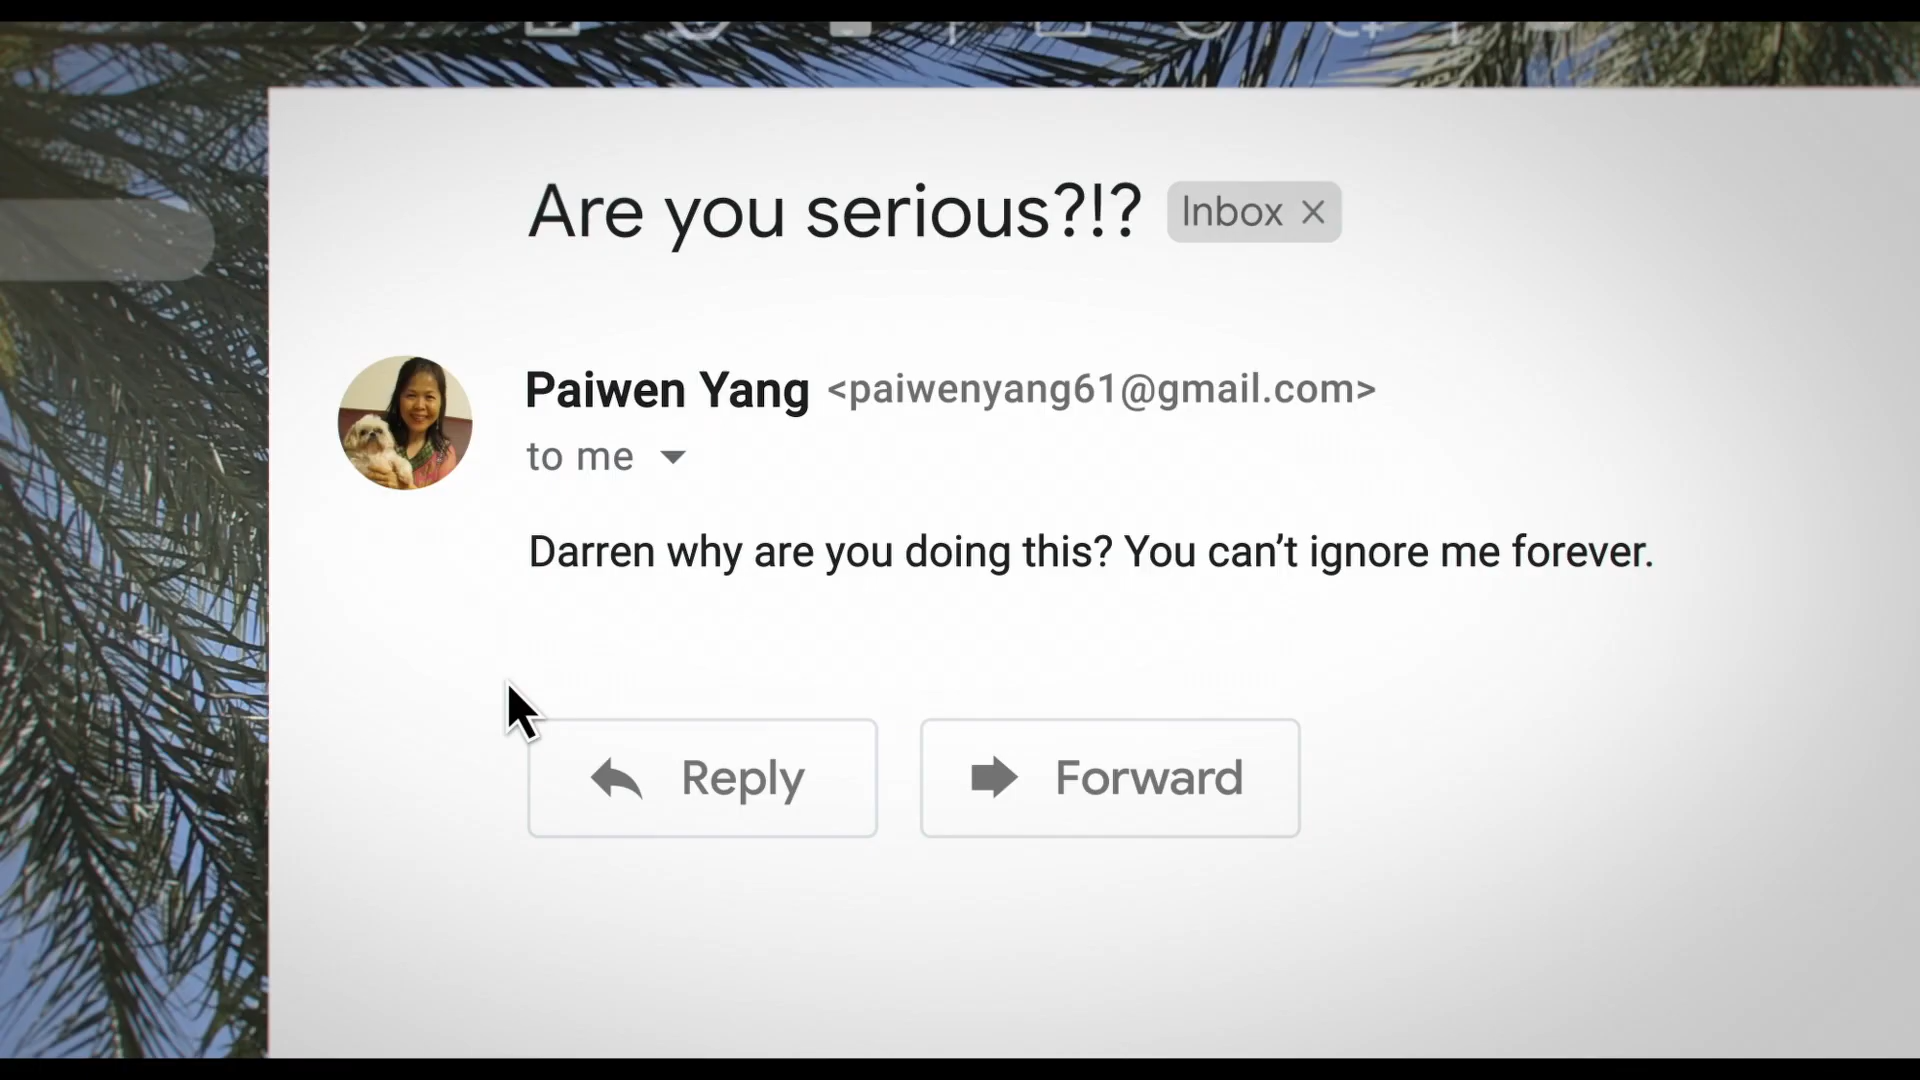 Are you serious?!? Inbox ×
Paiwen Yang <paiwenyang61@gmail.com>
to me
Darren why are you doing this? You can’t ignore me forever.
Reply Forward